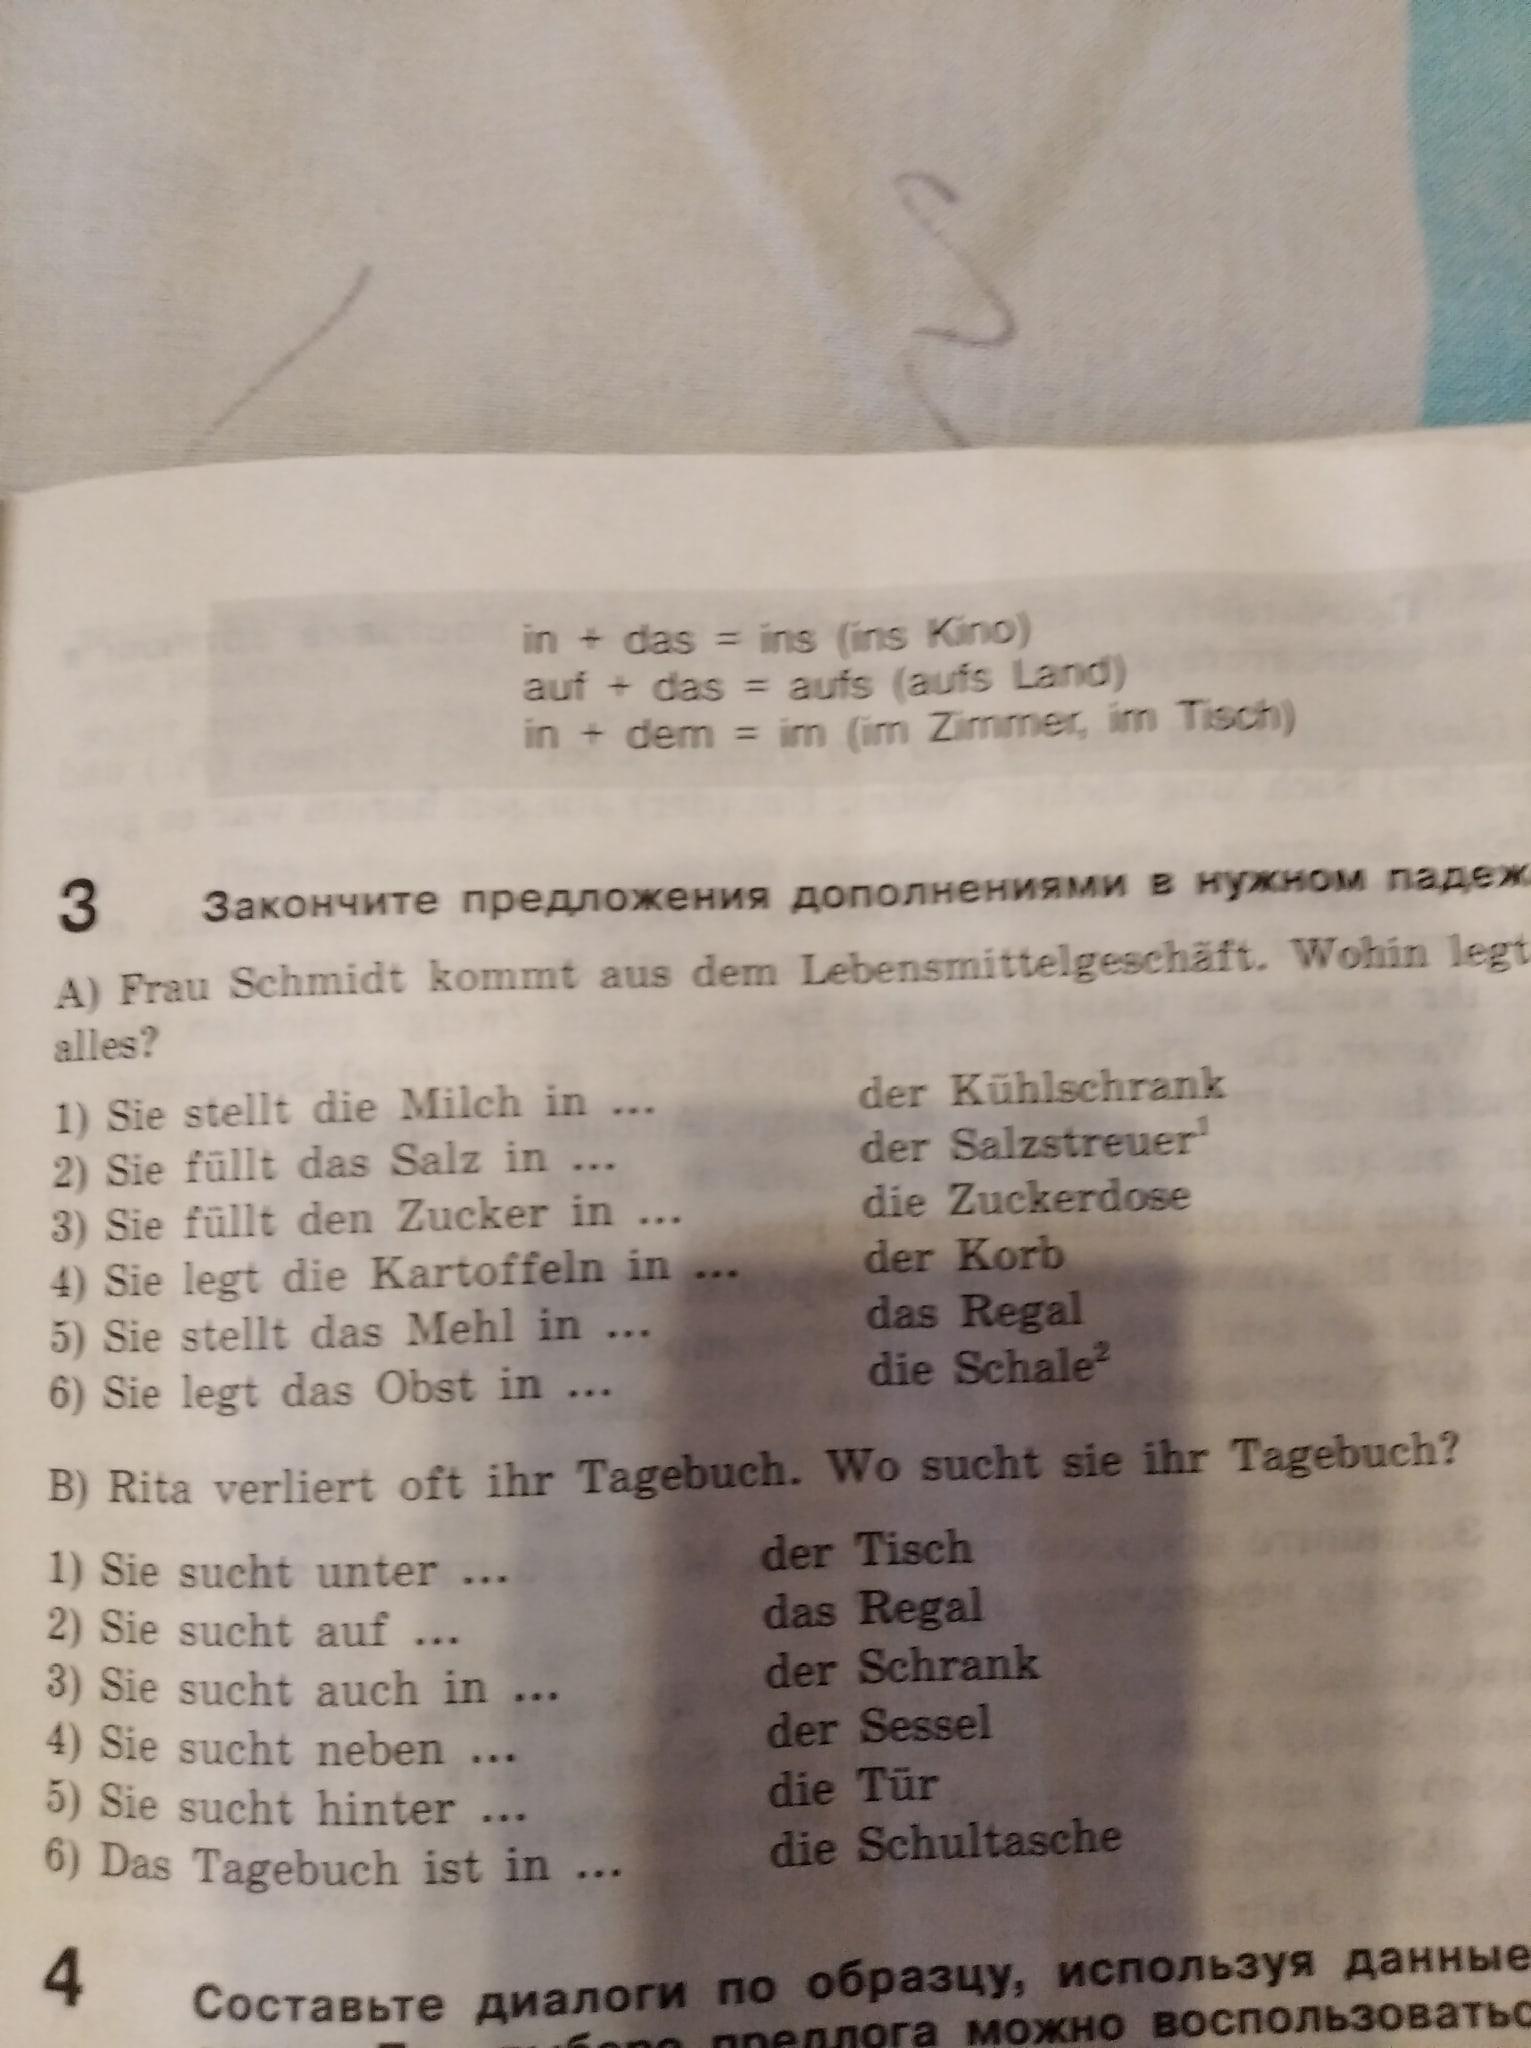 in + das = ins (ins Kino)
auf + das = aufs (aufs Land)
in + dem = im (im Zimmer, im Tisch)
3 Закончите предложения дополнениями в нужном падеж
A) Frau Schmidt kommt aus dem Lebensmittelgeschäft. Wohin legt
alles?
1) Sie stellt die Milch in ... der Kühlschrank
2) Sie füllt das Salz in ... der Salzstreuer¹
3) Sie füllt den Zucker in ... die Zuckerdose
4) Sie legt die Kartoffeln in ... der Korb
5) Sie stellt das Mehl in ... das Regal
6) Sie legt das Obst in ... die Schale²
B) Rita verliert oft ihr Tagebuch. Wo sucht sie ihr Tagebuch?
1) Sie sucht unter ... der Tisch
2) Sie sucht auf ... das Regal
3) Sie sucht auch in ... der Schrank
4) Sie sucht neben ... der Sessel
5) Sie sucht hinter ... die Tür
6) Das Tagebuch ist in ... die Schultasche
4 Составьте диалоги по образцу, используя данные
предлога можно воспользоватьс